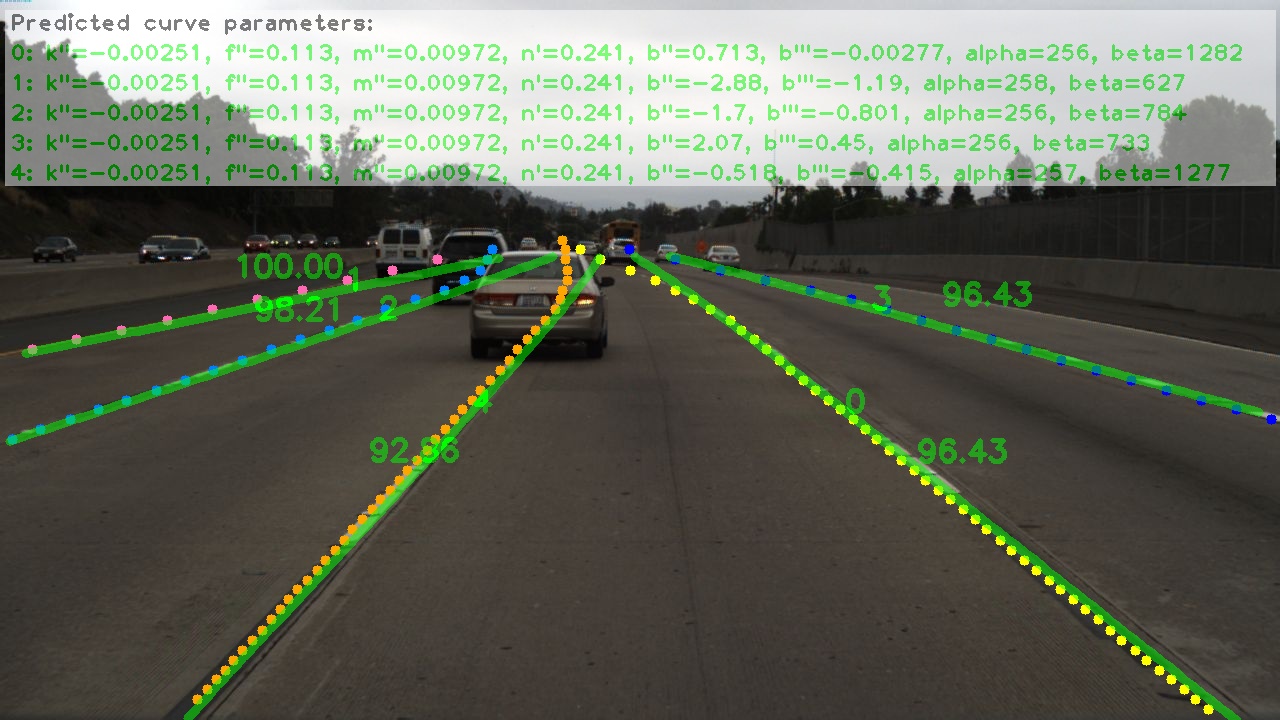 Predicted curve parameters:
0: k''=-0.00251, f''=0.113, m''=0.00972, n'=0.241, b''=0.713, b'''=-0.00277, alpha=256, beta=1282
1: k''=-0.00251, f''=0.113, m''=0.00972, n'=0.241, b''=-2.88, b'''=-1.19, alpha=258, beta=627
2: k''=-0.00251, f''=0.113, m''=0.00972, n'=0.241, b''=-1.7, b'''=-0.801, alpha=256, beta=784
3: k''=-0.00251, f''=0.113, m''=0.00972, n'=0.241, b''=2.07, b'''=0.45, alpha=256, beta=733
4: k''=-0.00251, f''=0.113, m''=0.00972, n'=0.241, b''=-0.518, b'''=-0.415, alpha=257, beta=1277
100.00 1
98.21 2
3 96.43
4
0
92.86
96.43